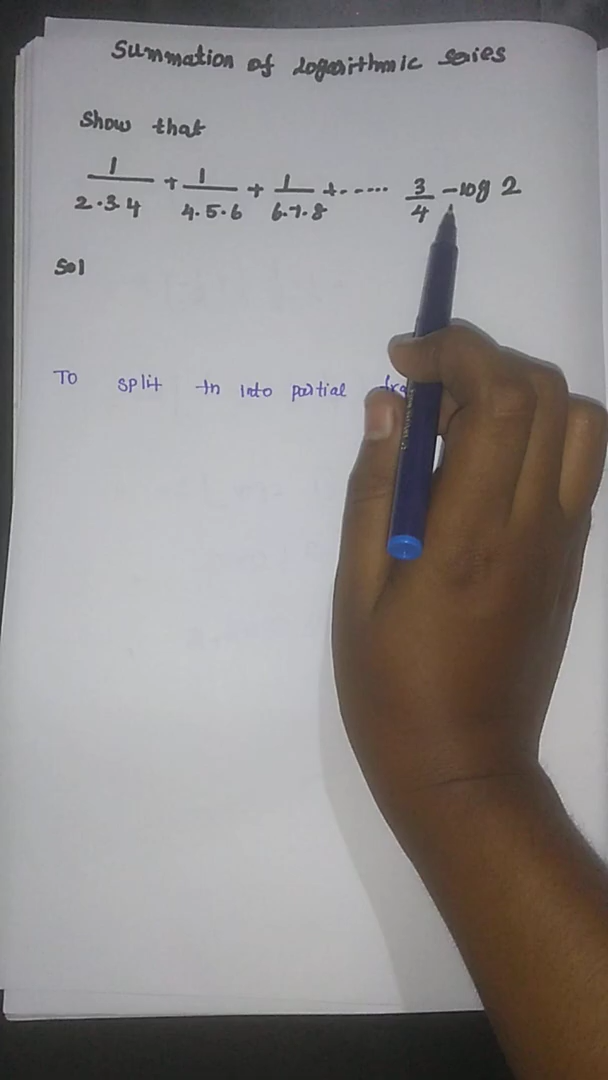 Summation of logarithmic series
Show that
1/2.3.4 + 1/4.5.6 + 1/6.7.8 + ...... 3/4 - log 2
Sol
To split tn into partial